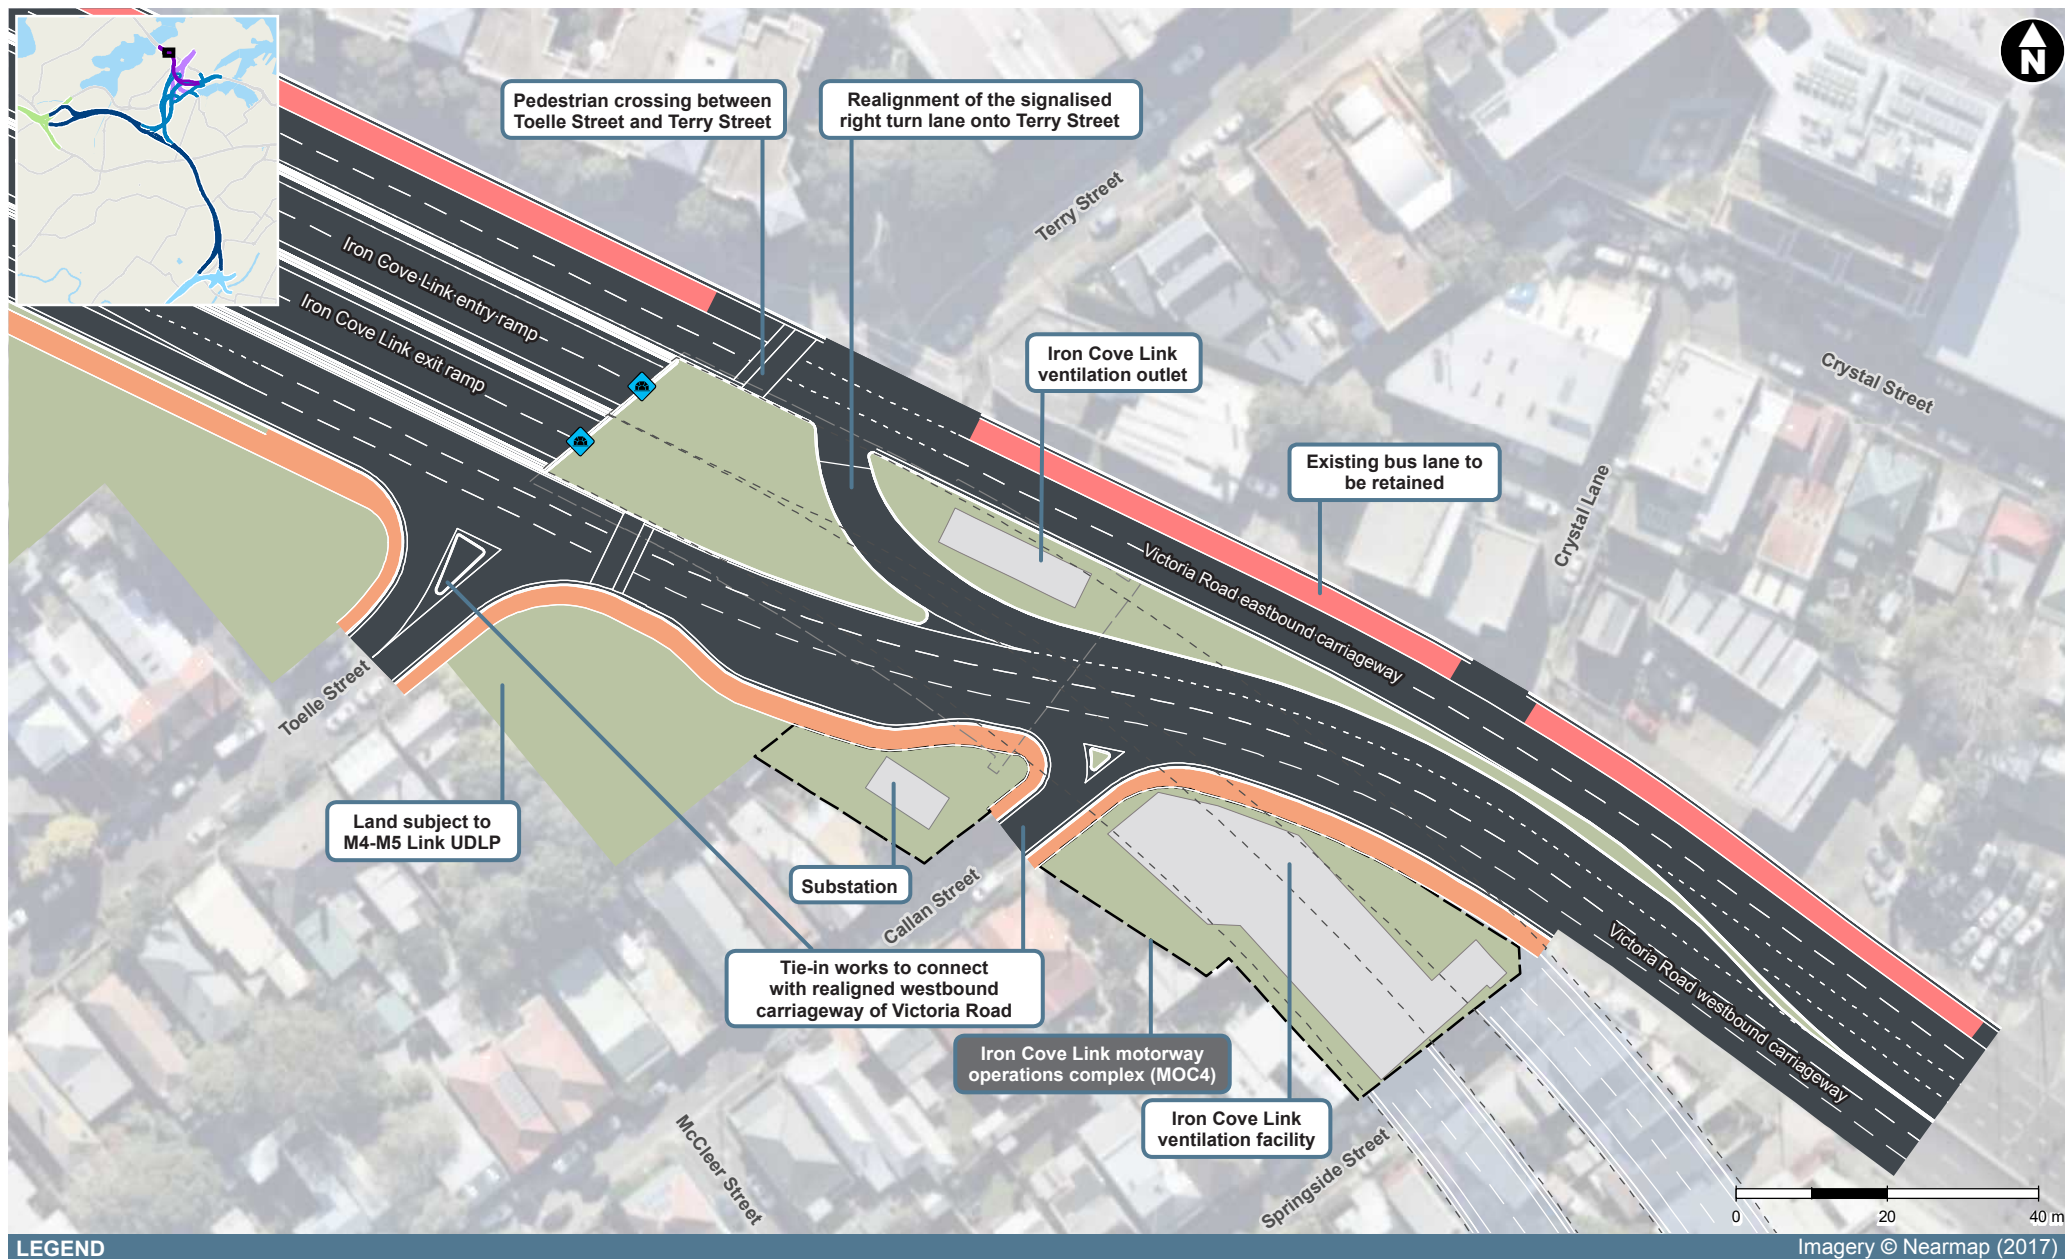 N
Pedestrian crossing between
Toelle Street and Terry Street
Realignment of the signalised
right turn lane onto Terry Street
Terry Street
Iron Cove Link entry ramp
Iron Cove Link exit ramp
Iron Cove Link
ventilation outlet
Crystal Street
Existing bus lane to
be retained
Crystal Lane
Victoria Road eastbound carriageway
Toelle Street
Land subject to
M4-M5 Link UDLP
Substation
Callan Street
Tie-in works to connect
with realigned westbound
carriageway of Victoria Road
Victoria Road westbound carriageway
Iron Cove Link motorway
operations complex (MOC4)
Iron Cove Link
ventilation facility
McCleer Street
Springside Street
0 20 40 m
LEGEND
Imagery © Nearmap (2017)